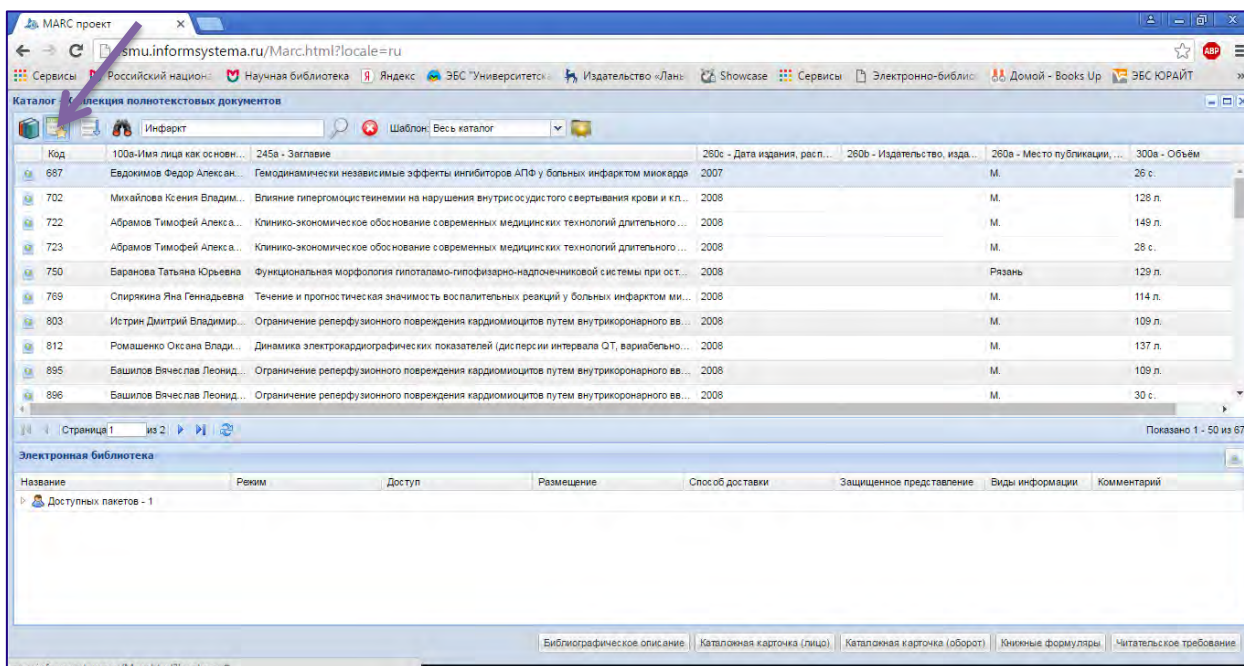 MARC проект
smu.informsystema.ru/Marc.html?locale=ru
ABP
Сервисы Российский национ Научная библиотека Яндекс ЭБС "Университетск Издательство «Лань Showcase Сервисы Электронно-библио Домой - Books Up ЭБС ЮРАЙТ »
Каталог полнотекстовых документов
Инфаркт Шаблон: Весь каталог
Код 100a-Имя лица как основн... 245a - Заглавие 260c - Дата издания, расп... 260b - Издательство, изда... 260a - Место публикации, ... 300a - Объём
687 Евдокимов Федор Алексан... Гемодинамически независимые эффекты ингибиторов АПФ у больных инфарктом миокарда 2007 М. 26 с.
702 Михайлова Ксения Владим... Влияние гипергомоцистеинемии на нарушения внутрисосудистого свертывания крови и кл... 2008 М. 128 л.
722 Абрамов Тимофей Алекса... Клинико-экономическое обоснование современных медицинских технологий длительного ... 2008 М. 149 л.
723 Абрамов Тимофей Алекса... Клинико-экономическое обоснование современных медицинских технологий длительного ... 2008 М. 28 с.
750 Баранова Татьяна Юрьевна Функциональная морфология гипоталамо-гипофизарно-надпочечниковой системы при ост... 2008 Рязань 129 л.
769 Спирякина Яна Геннадьевна Течение и прогностическая значимость воспалительных реакций у больных инфарктом ми... 2008 М. 114 л.
803 Истрин Дмитрий Владимир... Ограничение реперфузионного повреждения кардиомиоцитов путем внутрикоронарного вв... 2008 М. 109 л.
812 Ромашенко Оксана Влади... Динамика электрокардиографических показателей (дисперсии интервала QT, вариабельно... 2008 М. 137 л.
895 Башилов Вячеслав Леонид... Ограничение реперфузионного повреждения кардиомиоцитов путем внутрикоронарного вв... 2008 М. 109 л.
896 Башилов Вячеслав Леонид... Ограничение реперфузионного повреждения кардиомиоцитов путем внутрикоронарного вв... 2008 М. 30 с.
Страница 1 из 2 Показано 1 - 50 из 67
Электронная библиотека
Название Режим Доступ Размещение Способ доставки Защищенное представление Виды информации Комментарий
Доступных пакетов - 1
Библиографическое описание Каталожная карточка (лицо) Каталожная карточка (оборот) Книжные формуляры Читательское требование